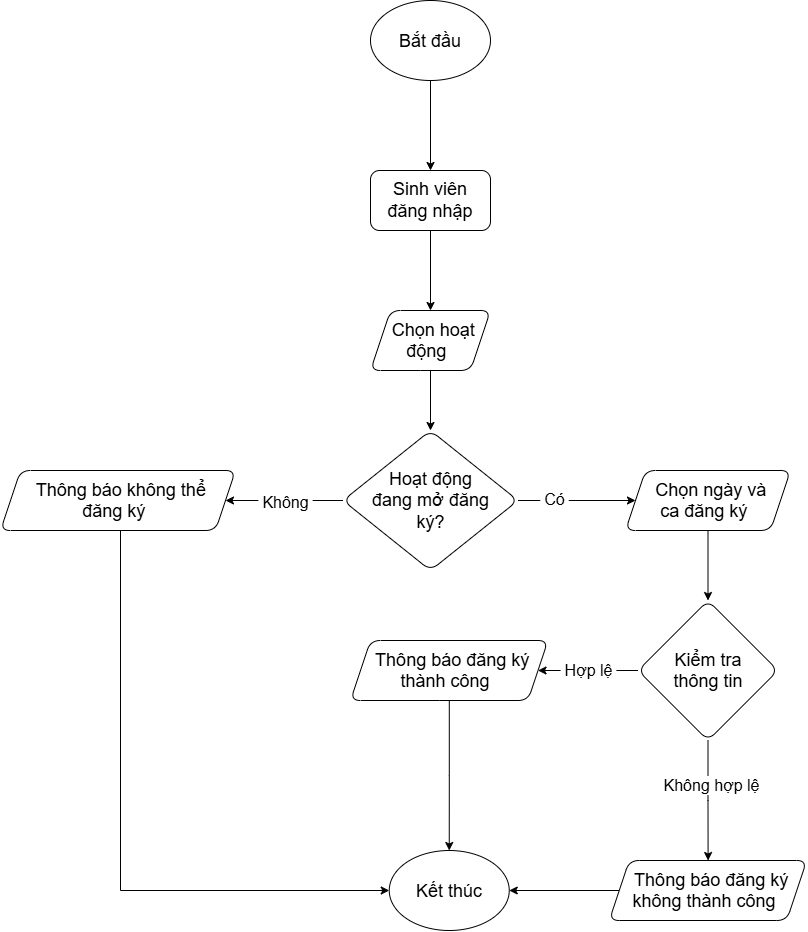 Bắt đầu
Sinh viên
đăng nhập
Chọn hoạt
động
Hoạt động
đang mở đăng
ký?
Không
Thông báo không thể
đăng ký
Có
Chọn ngày và
ca đăng ký
Kiểm tra
thông tin
Hợp lệ
Thông báo đăng ký
thành công
Không hợp lệ
Thông báo đăng ký
không thành công
Kết thúc